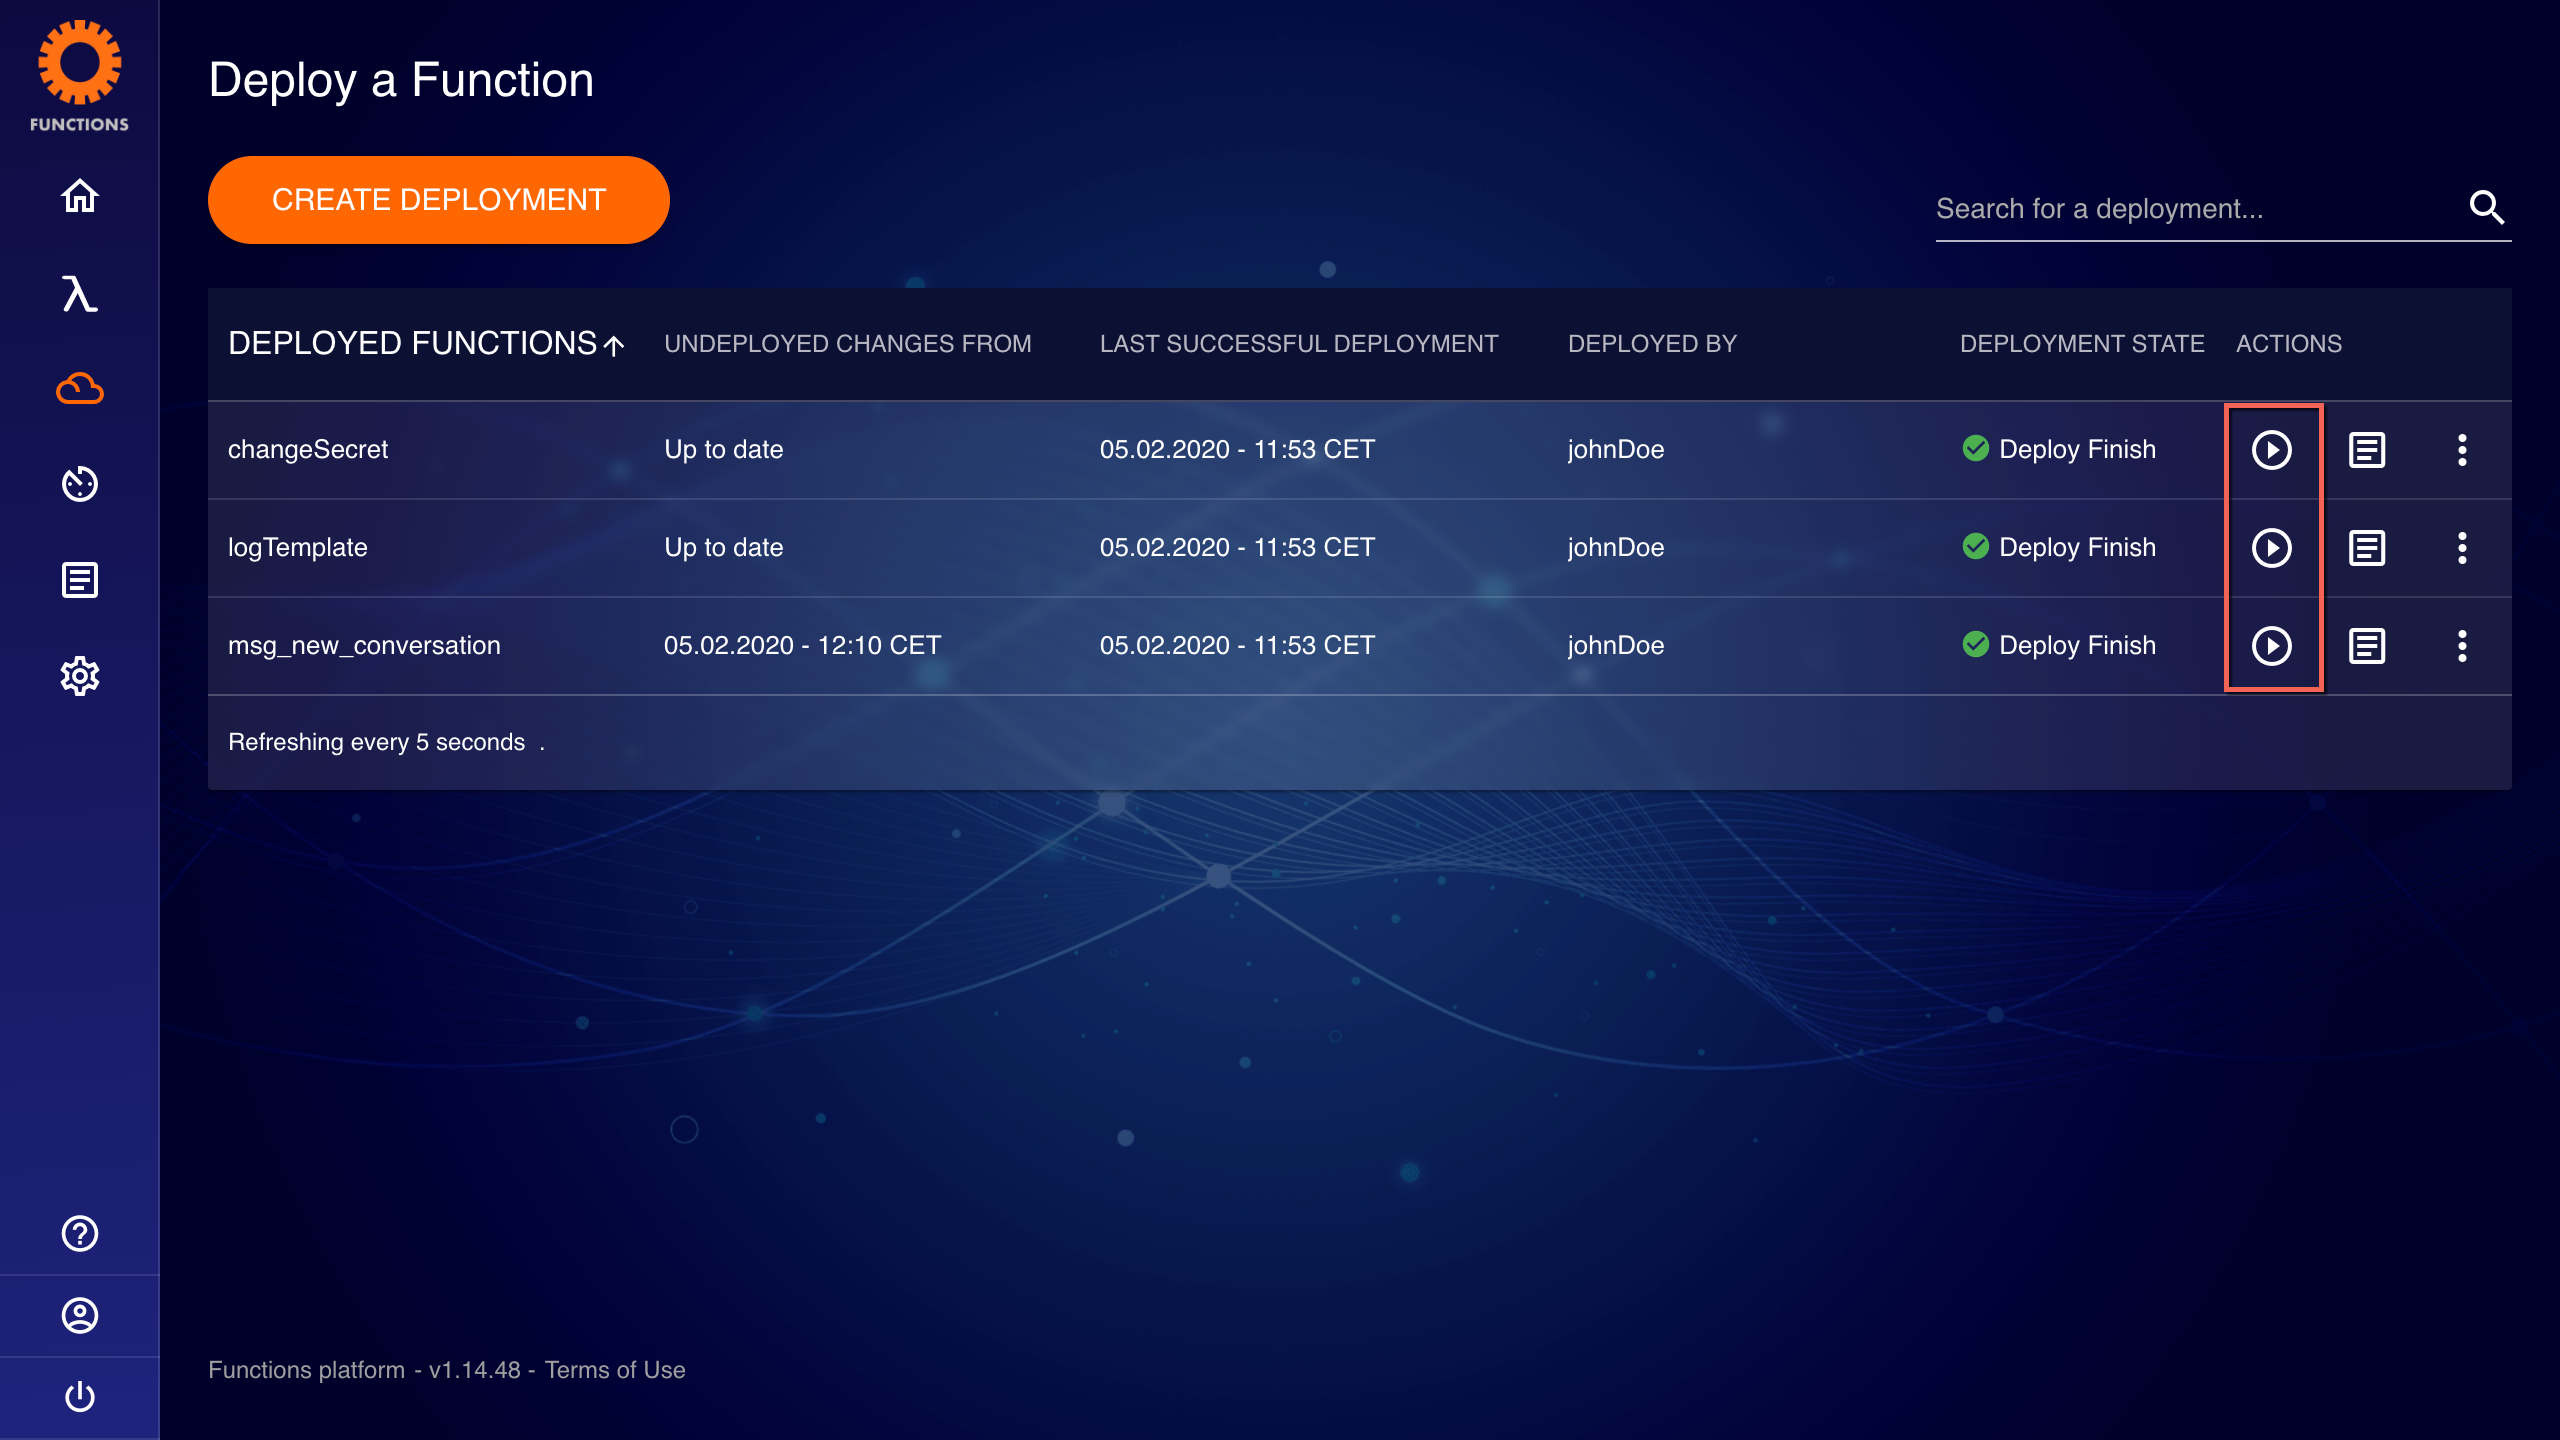 FUNCTIONS
Deploy a Function
CREATE DEPLOYMENT
Search for a deployment...
DEPLOYED FUNCTIONS UNDEPLOYED CHANGES FROM LAST SUCCESSFUL DEPLOYMENT DEPLOYED BY DEPLOYMENT STATE ACTIONS
changeSecret Up to date 05.02.2020 - 11:53 CET johnDoe Deploy Finish
logTemplate Up to date 05.02.2020 - 11:53 CET johnDoe Deploy Finish
msg_new_conversation 05.02.2020 - 12:10 CET 05.02.2020 - 11:53 CET johnDoe Deploy Finish
Refreshing every 5 seconds .
Functions platform - v1.14.48 - Terms of Use